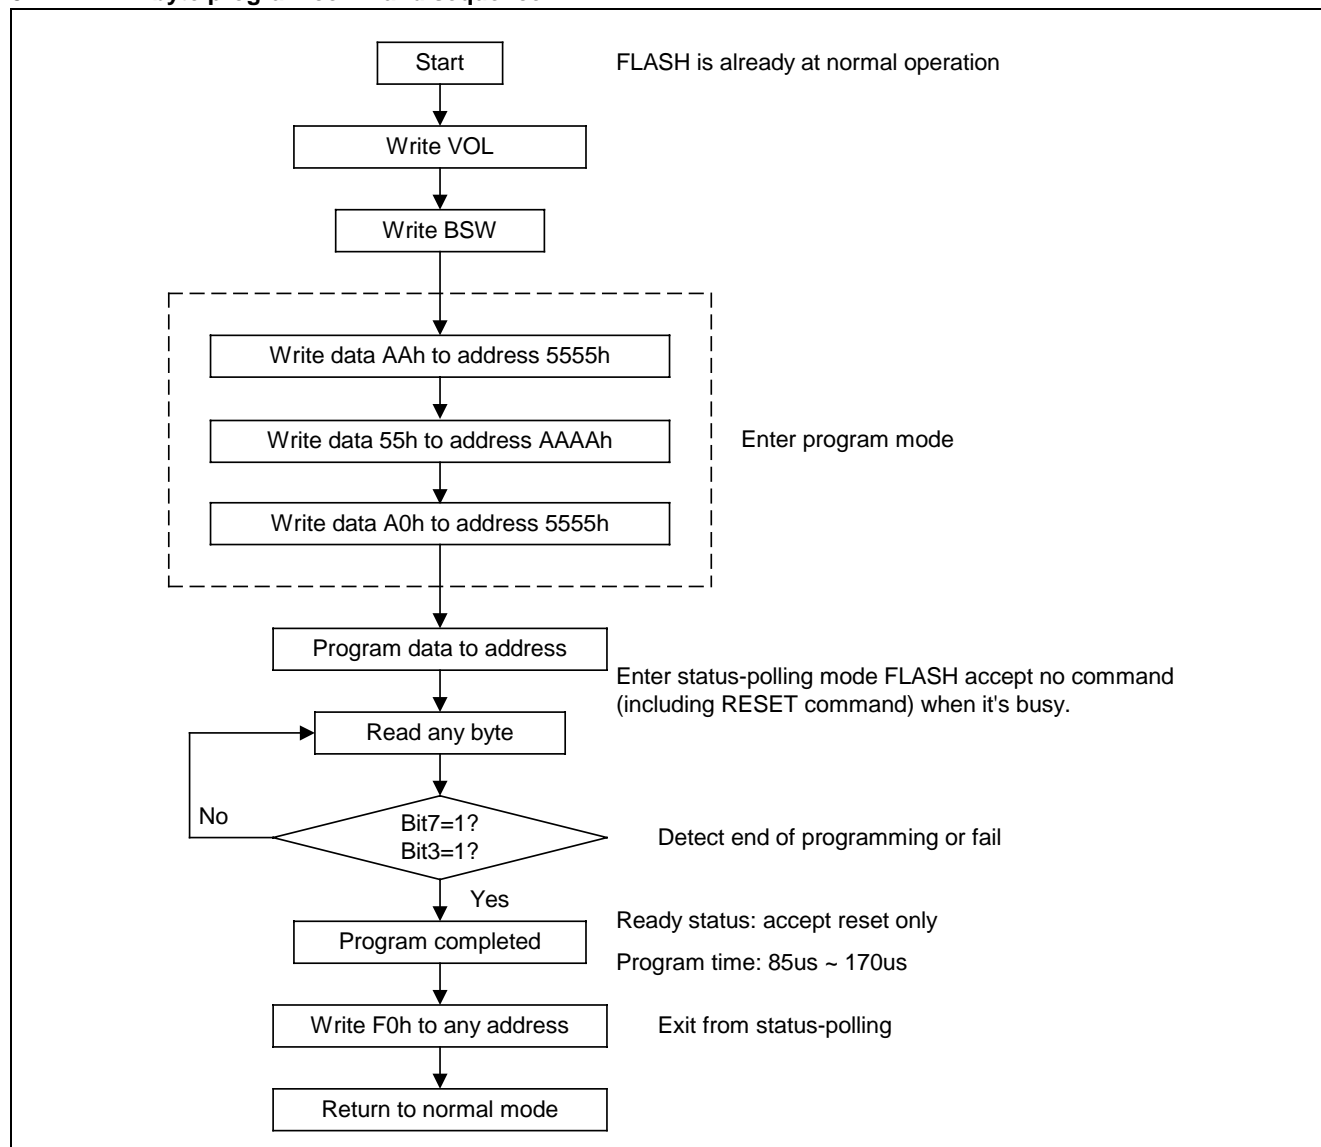 byte program command sequence
Start
FLASH is already at normal operation
Write VOL
Write BSW
Write data AAh to address 5555h
Write data 55h to address AAAAh
Enter program mode
Write data A0h to address 5555h
Program data to address
Enter status-polling mode FLASH accept no command
(including RESET command) when it's busy.
Read any byte
No
Bit7=1?
Bit3=1?
Detect end of programming or fail
Yes
Ready status: accept reset only
Program completed
Program time: 85us ~ 170us
Write F0h to any address
Exit from status-polling
Return to normal mode